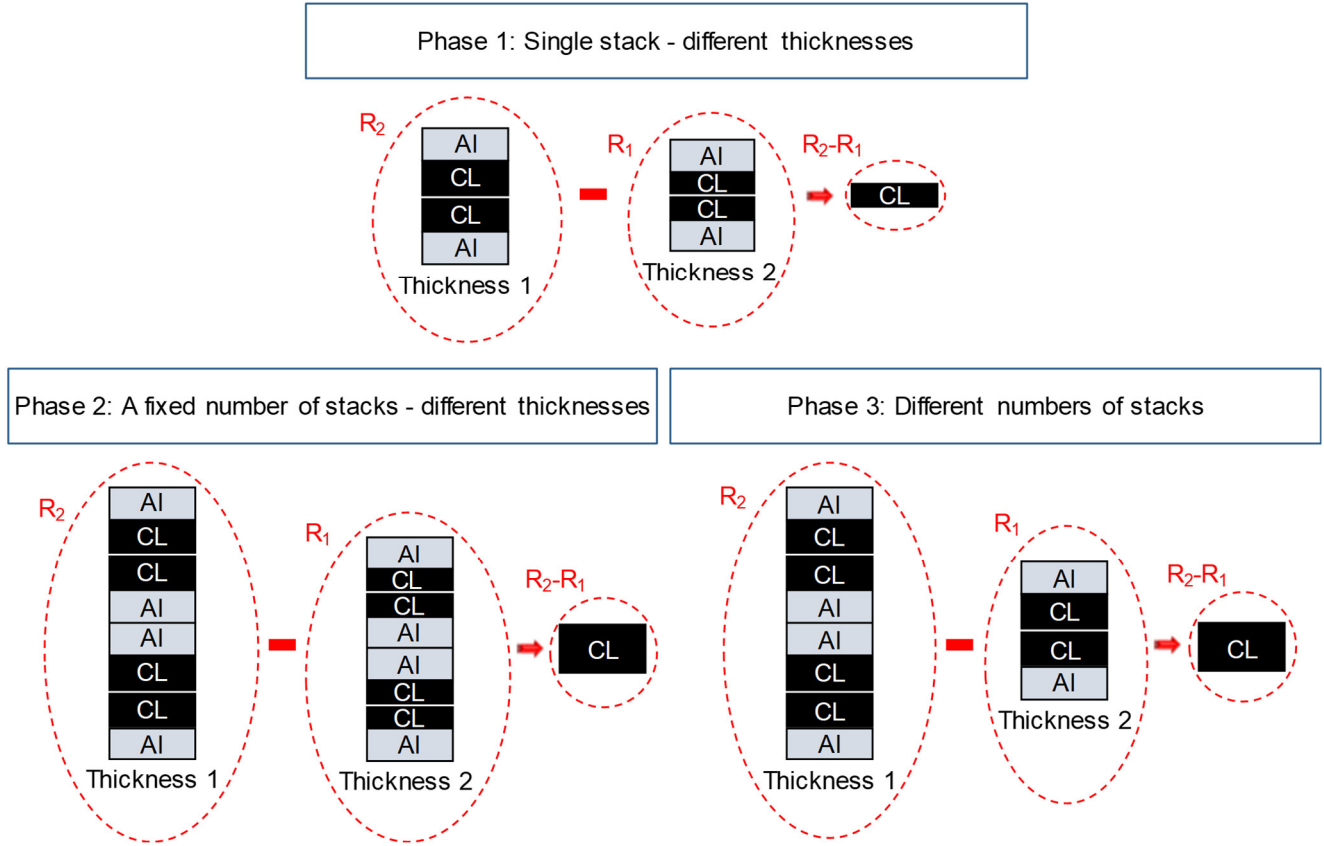 Phase 1: Single stack - different thicknesses
R₂
Al
CL
CL
Al
Thickness 1
R₁
Al
CL
CL
Al
Thickness 2
R₂-R₁
CL
Phase 2: A fixed number of stacks - different thicknesses
R₂
Al
CL
CL
Al
Al
CL
CL
Al
Thickness 1
R₁
Al
CL
CL
Al
Al
CL
CL
Al
Thickness 2
R₂-R₁
CL
Phase 3: Different numbers of stacks
R₂
Al
CL
CL
Al
Al
CL
CL
Al
Thickness 1
R₁
Al
CL
CL
Al
Thickness 2
R₂-R₁
CL